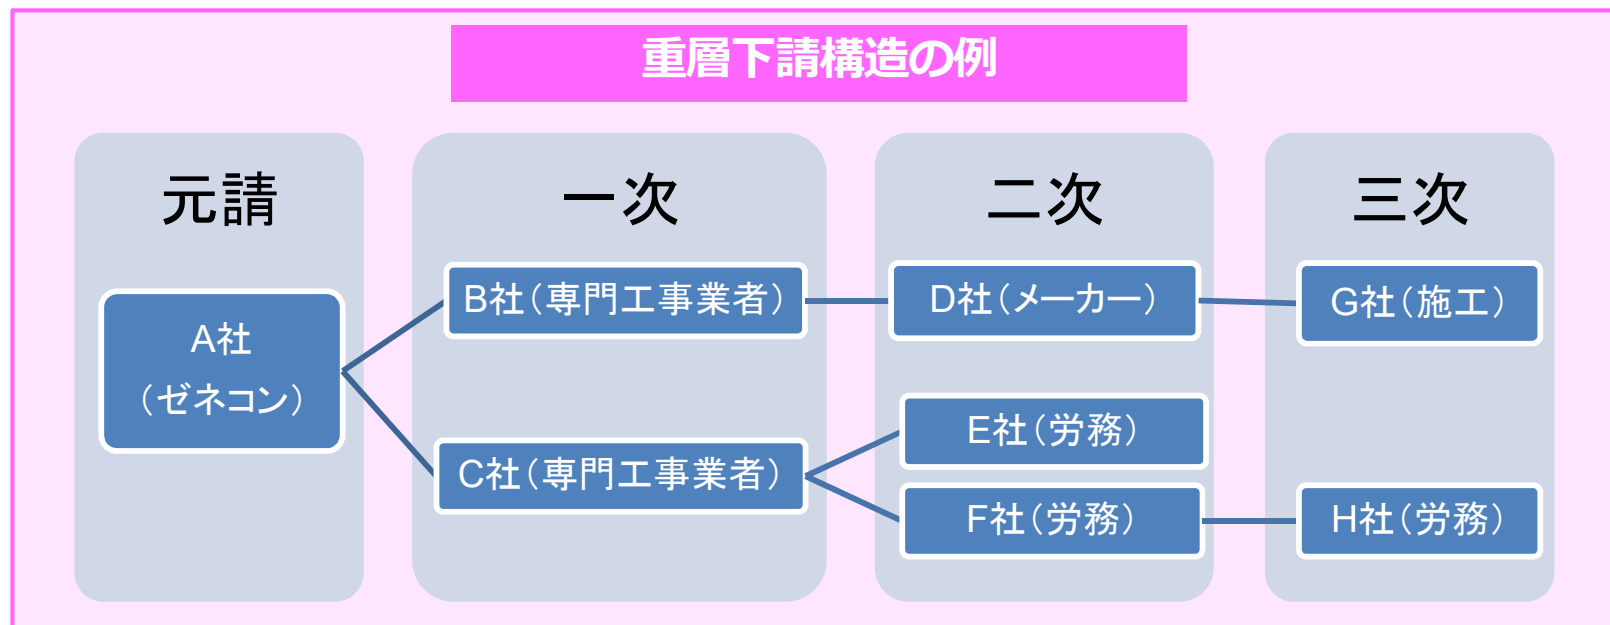 重層下請構造の例
元請
一次
二次
三次
A社
（ゼネコン）
B社（専門工事業者）
C社（専門工事業者）
D社（メーカー）
E社（労務）
F社（労務）
G社（施工）
H社（労務）